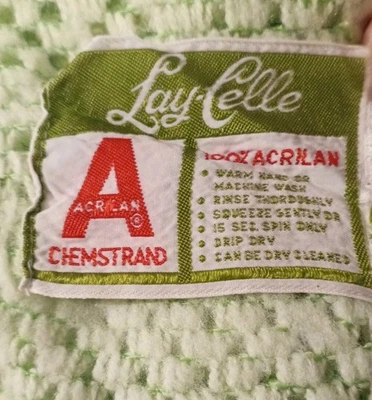 Lay-Celle
A
ACRILAN ®
CHEMSTRAND
100% ACRILAN
• WARM HAND OR
MACHINE WASH
• RINSE THOROUGHLY
• SQUEEZE GENTLY OR
• 15 SEC. SPIN ONLY
• DRIP DRY
• CAN BE DRY CLEANED